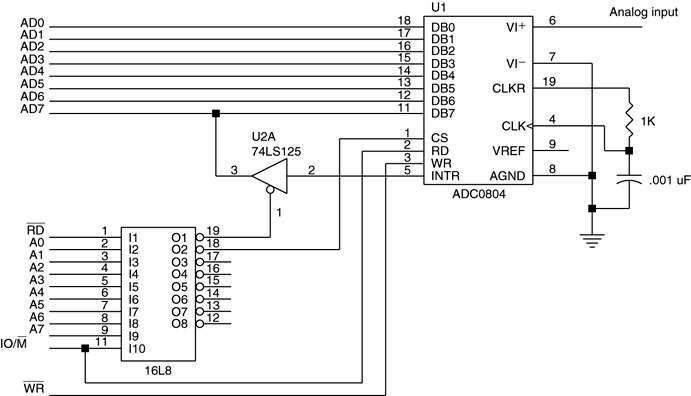 U1
Analog input
AD0 18 DB0 VI+ 6
AD1 17 DB1
AD2 16 DB2
AD3 15 DB3 VI− 7
AD4 14 DB4
AD5 13 DB5 CLKR 19
AD6 12 DB6
AD7 11 DB7
1K
CLK 4
U2A
74LS125
1 CS
2 RD VREF 9
3 WR
3 2 5 INTR AGND 8
.001 uF
ADC0804
1
R̅D̅ 1 I1 O1 19
A0 2 I2 O2 18
A1 3 I3 O3 17
A2 4 I4 O4 16
A3 5 I5 O5 15
A4 6 I6 O6 14
A5 7 I7 O7 13
A6 8 I8 O8 12
A7 9 I9
IO/M̅ 11 I10
16L8
W̅R̅